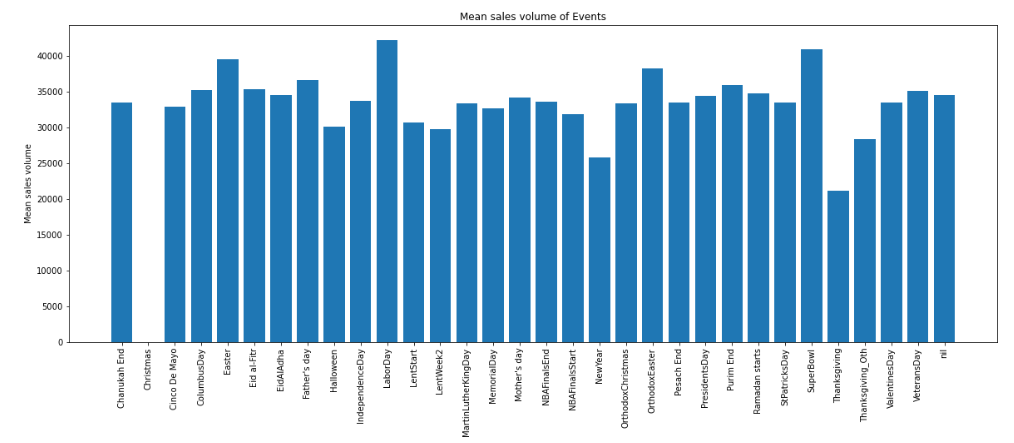 Mean sales volume of Events
Mean sales volume
40000
35000
30000
25000
20000
15000
10000
5000
0
Chanukah End
Christmas
Cinco De Mayo
ColumbusDay
Easter
Eid al-Fitr
EidAlAdha
Father's day
Halloween
IndependenceDay
LaborDay
LentStart
LentWeek2
MartinLutherKingDay
MemorialDay
Mother's day
NBAFinalsEnd
NBAFinalsStart
NewYear
OrthodoxChristmas
OrthodoxEaster
Pesach End
PresidentsDay
Purim End
Ramadan starts
StPatricksDay
SuperBowl
Thanksgiving
Thanksgiving_Oth
ValentinesDay
VeteransDay
nil